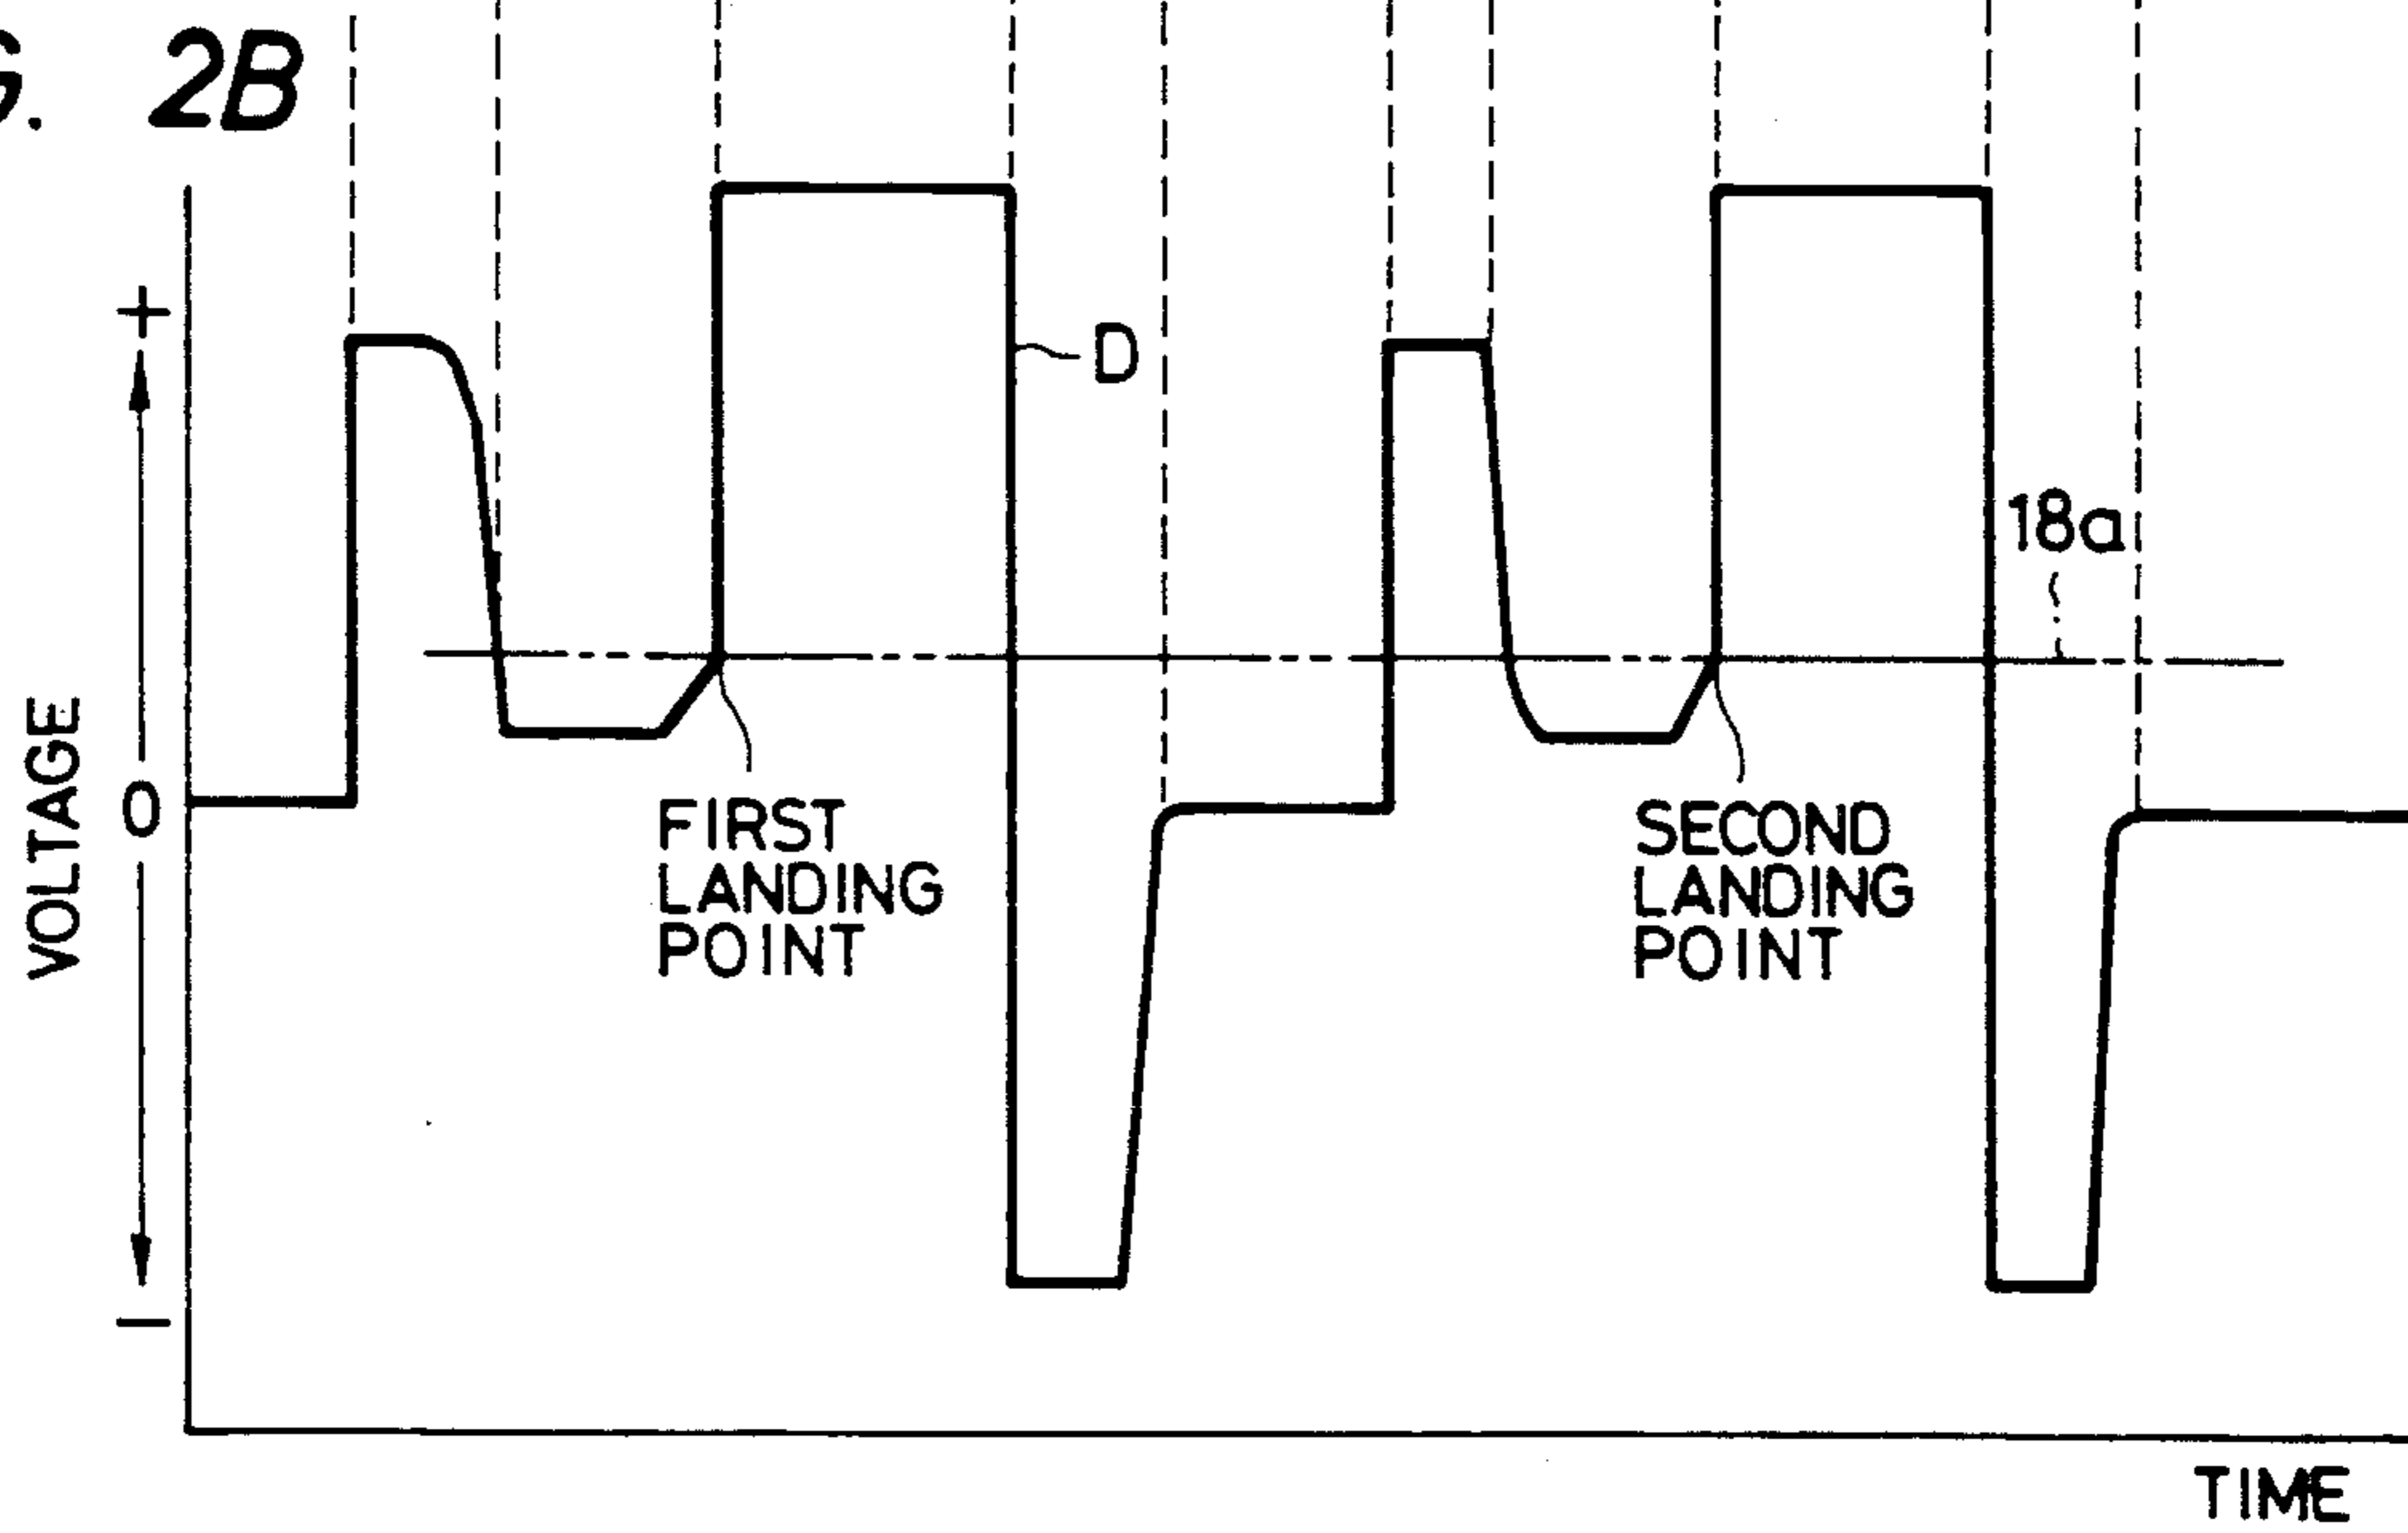 G. 2B
+
D
18a
VOLTAGE
0
FIRST
LANDING
POINT
SECOND
LANDING
POINT
−
TIME